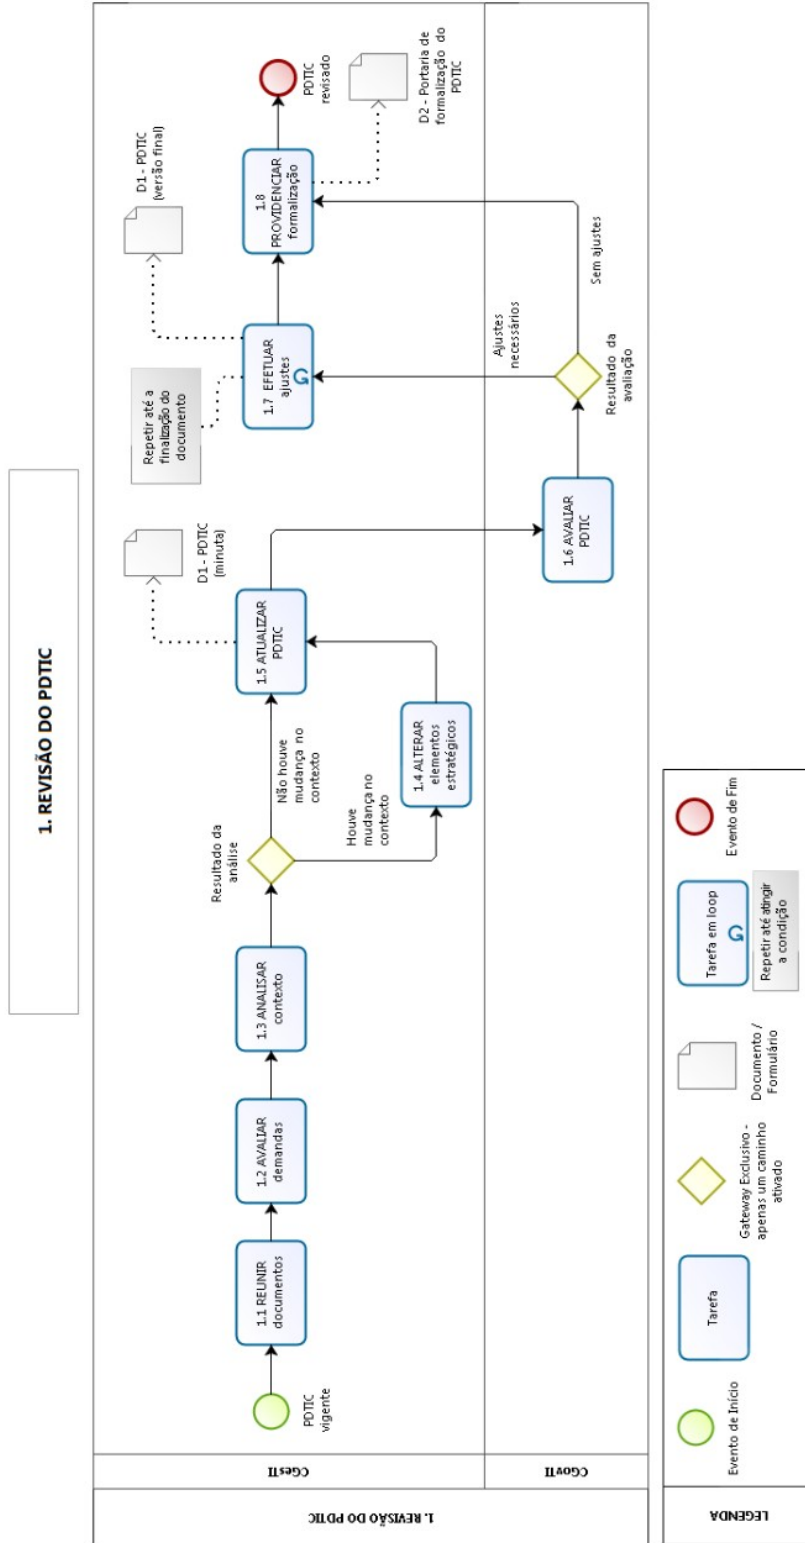 1. REVISÃO DO PDTIC
1. REVISÃO DO PDTIC
CGesTI
CGovTI
PDTIC
vigente
1.1 REUNIR
documentos
1.2 AVALIAR
demandas
1.3 ANALISAR
contexto
Resultado da
análise
Não houve
mudança no
contexto
Houve
mudança no
contexto
1.4 ALTERAR
elementos
estratégicos
1.5 ATUALIZAR
PDTIC
D1 - PDTIC
(minuta)
1.6 AVALIAR
PDTIC
Resultado da
avaliação
Ajustes
necessários
Sem ajustes
Repetir até a
finalização do
documento
1.7 EFETUAR
ajustes
D1 - PDTIC
(versão final)
1.8
PROVIDENCIAR
formalização
D2 - Portaria de
formalização do
PDTIC
PDTIC
revisado
LEGENDA
Evento de Início
Tarefa
Gateway Exclusivo -
apenas um caminho
ativado
Documento /
Formulário
Tarefa em loop
Repetir até atingir
a condição
Evento de Fim